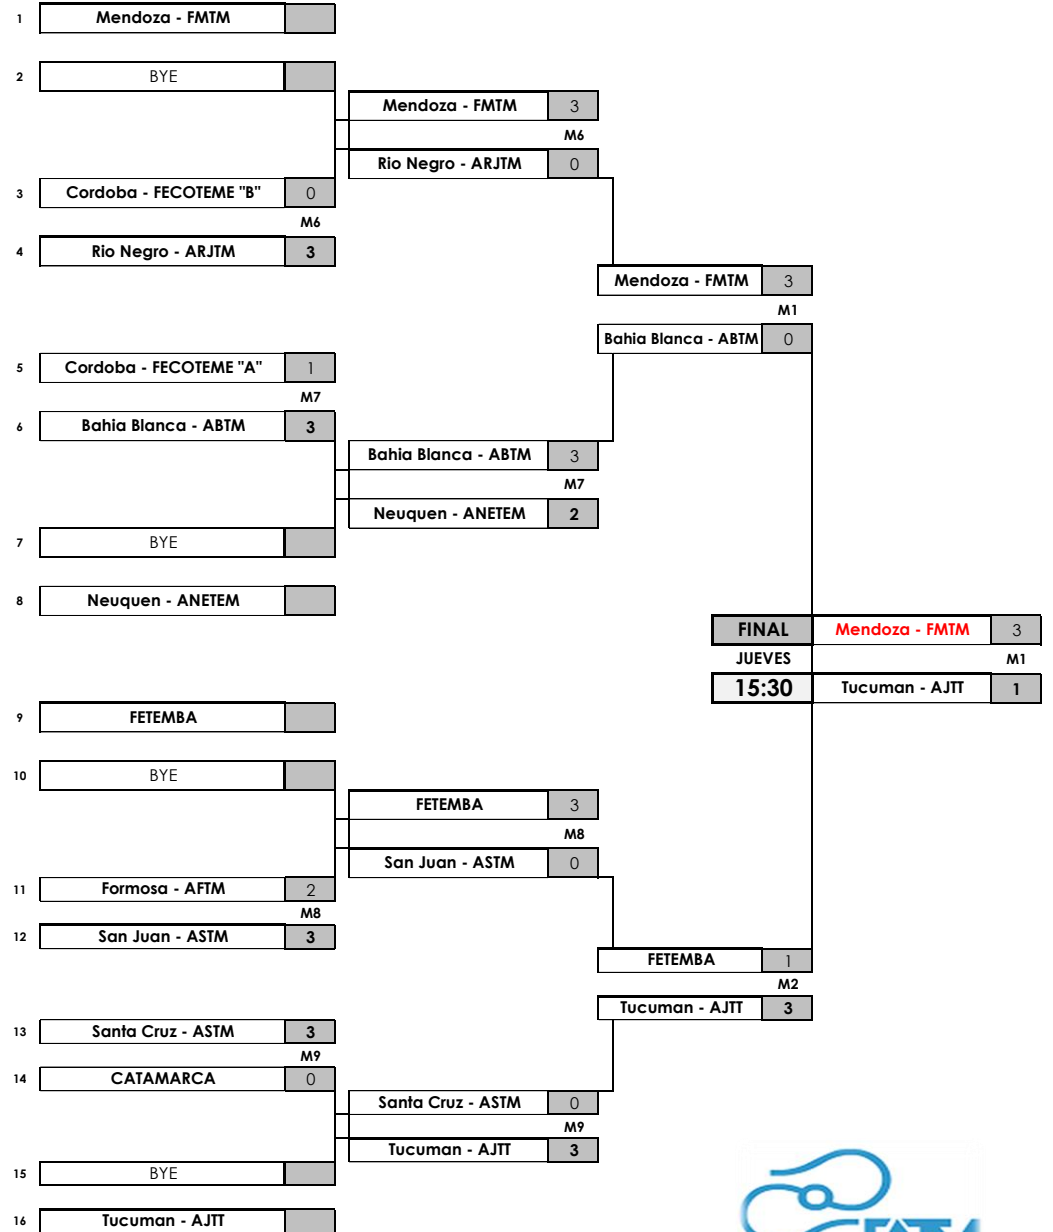 1 Mendoza - FMTM
2 BYE
Mendoza - FMTM 3
M6
Rio Negro - ARJTM 0
3 Cordoba - FECOTEME "B" 0
M6
4 Rio Negro - ARJTM 3
Mendoza - FMTM 3
M1
Bahia Blanca - ABTM 0
5 Cordoba - FECOTEME "A" 1
M7
6 Bahia Blanca - ABTM 3
Bahia Blanca - ABTM 3
M7
Neuquen - ANETEM 2
7 BYE
8 Neuquen - ANETEM
FINAL Mendoza - FMTM 3
JUEVES M1
15:30 Tucuman - AJTT 1
9 FETEMBA
10 BYE
FETEMBA 3
M8
San Juan - ASTM 0
11 Formosa - AFTM 2
M8
12 San Juan - ASTM 3
FETEMBA 1
M2
Tucuman - AJTT 3
13 Santa Cruz - ASTM 3
M9
14 CATAMARCA 0
Santa Cruz - ASTM 0
M9
Tucuman - AJTT 3
15 BYE
16 Tucuman - AJTT